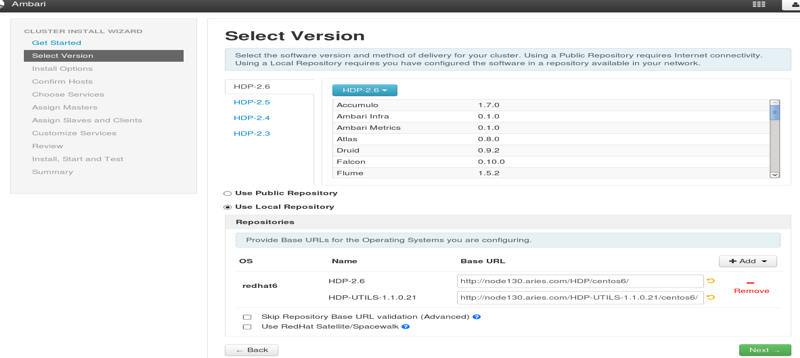 Ambari
CLUSTER INSTALL WIZARD
Get Started
Select Version
Install Options
Confirm Hosts
Choose Services
Assign Masters
Assign Slaves and Clients
Customize Services
Review
Install, Start and Test
Summary
Select Version
Select the software version and method of delivery for your cluster. Using a Public Repository requires Internet connectivity.
Using a Local Repository requires you have configured the software in a repository available in your network.
HDP-2.6
HDP-2.5
HDP-2.4
HDP-2.3
HDP-2.6
Accumulo 1.7.0
Ambari Infra 0.1.0
Ambari Metrics 0.1.0
Atlas 0.8.0
Druid 0.9.2
Falcon 0.10.0
Flume 1.5.2
Use Public Repository
Use Local Repository
Repositories
Provide Base URLs for the Operating Systems you are configuring.
OS Name Base URL + Add
redhat6
HDP-2.6 http://node130.aries.com/HDP/centos6/
HDP-UTILS-1.1.0.21 http://node130.aries.com/HDP-UTILS-1.1.0.21/centos6/
Remove
Skip Repository Base URL validation (Advanced) ?
Use RedHat Satellite/Spacewalk ?
← Back
Next →